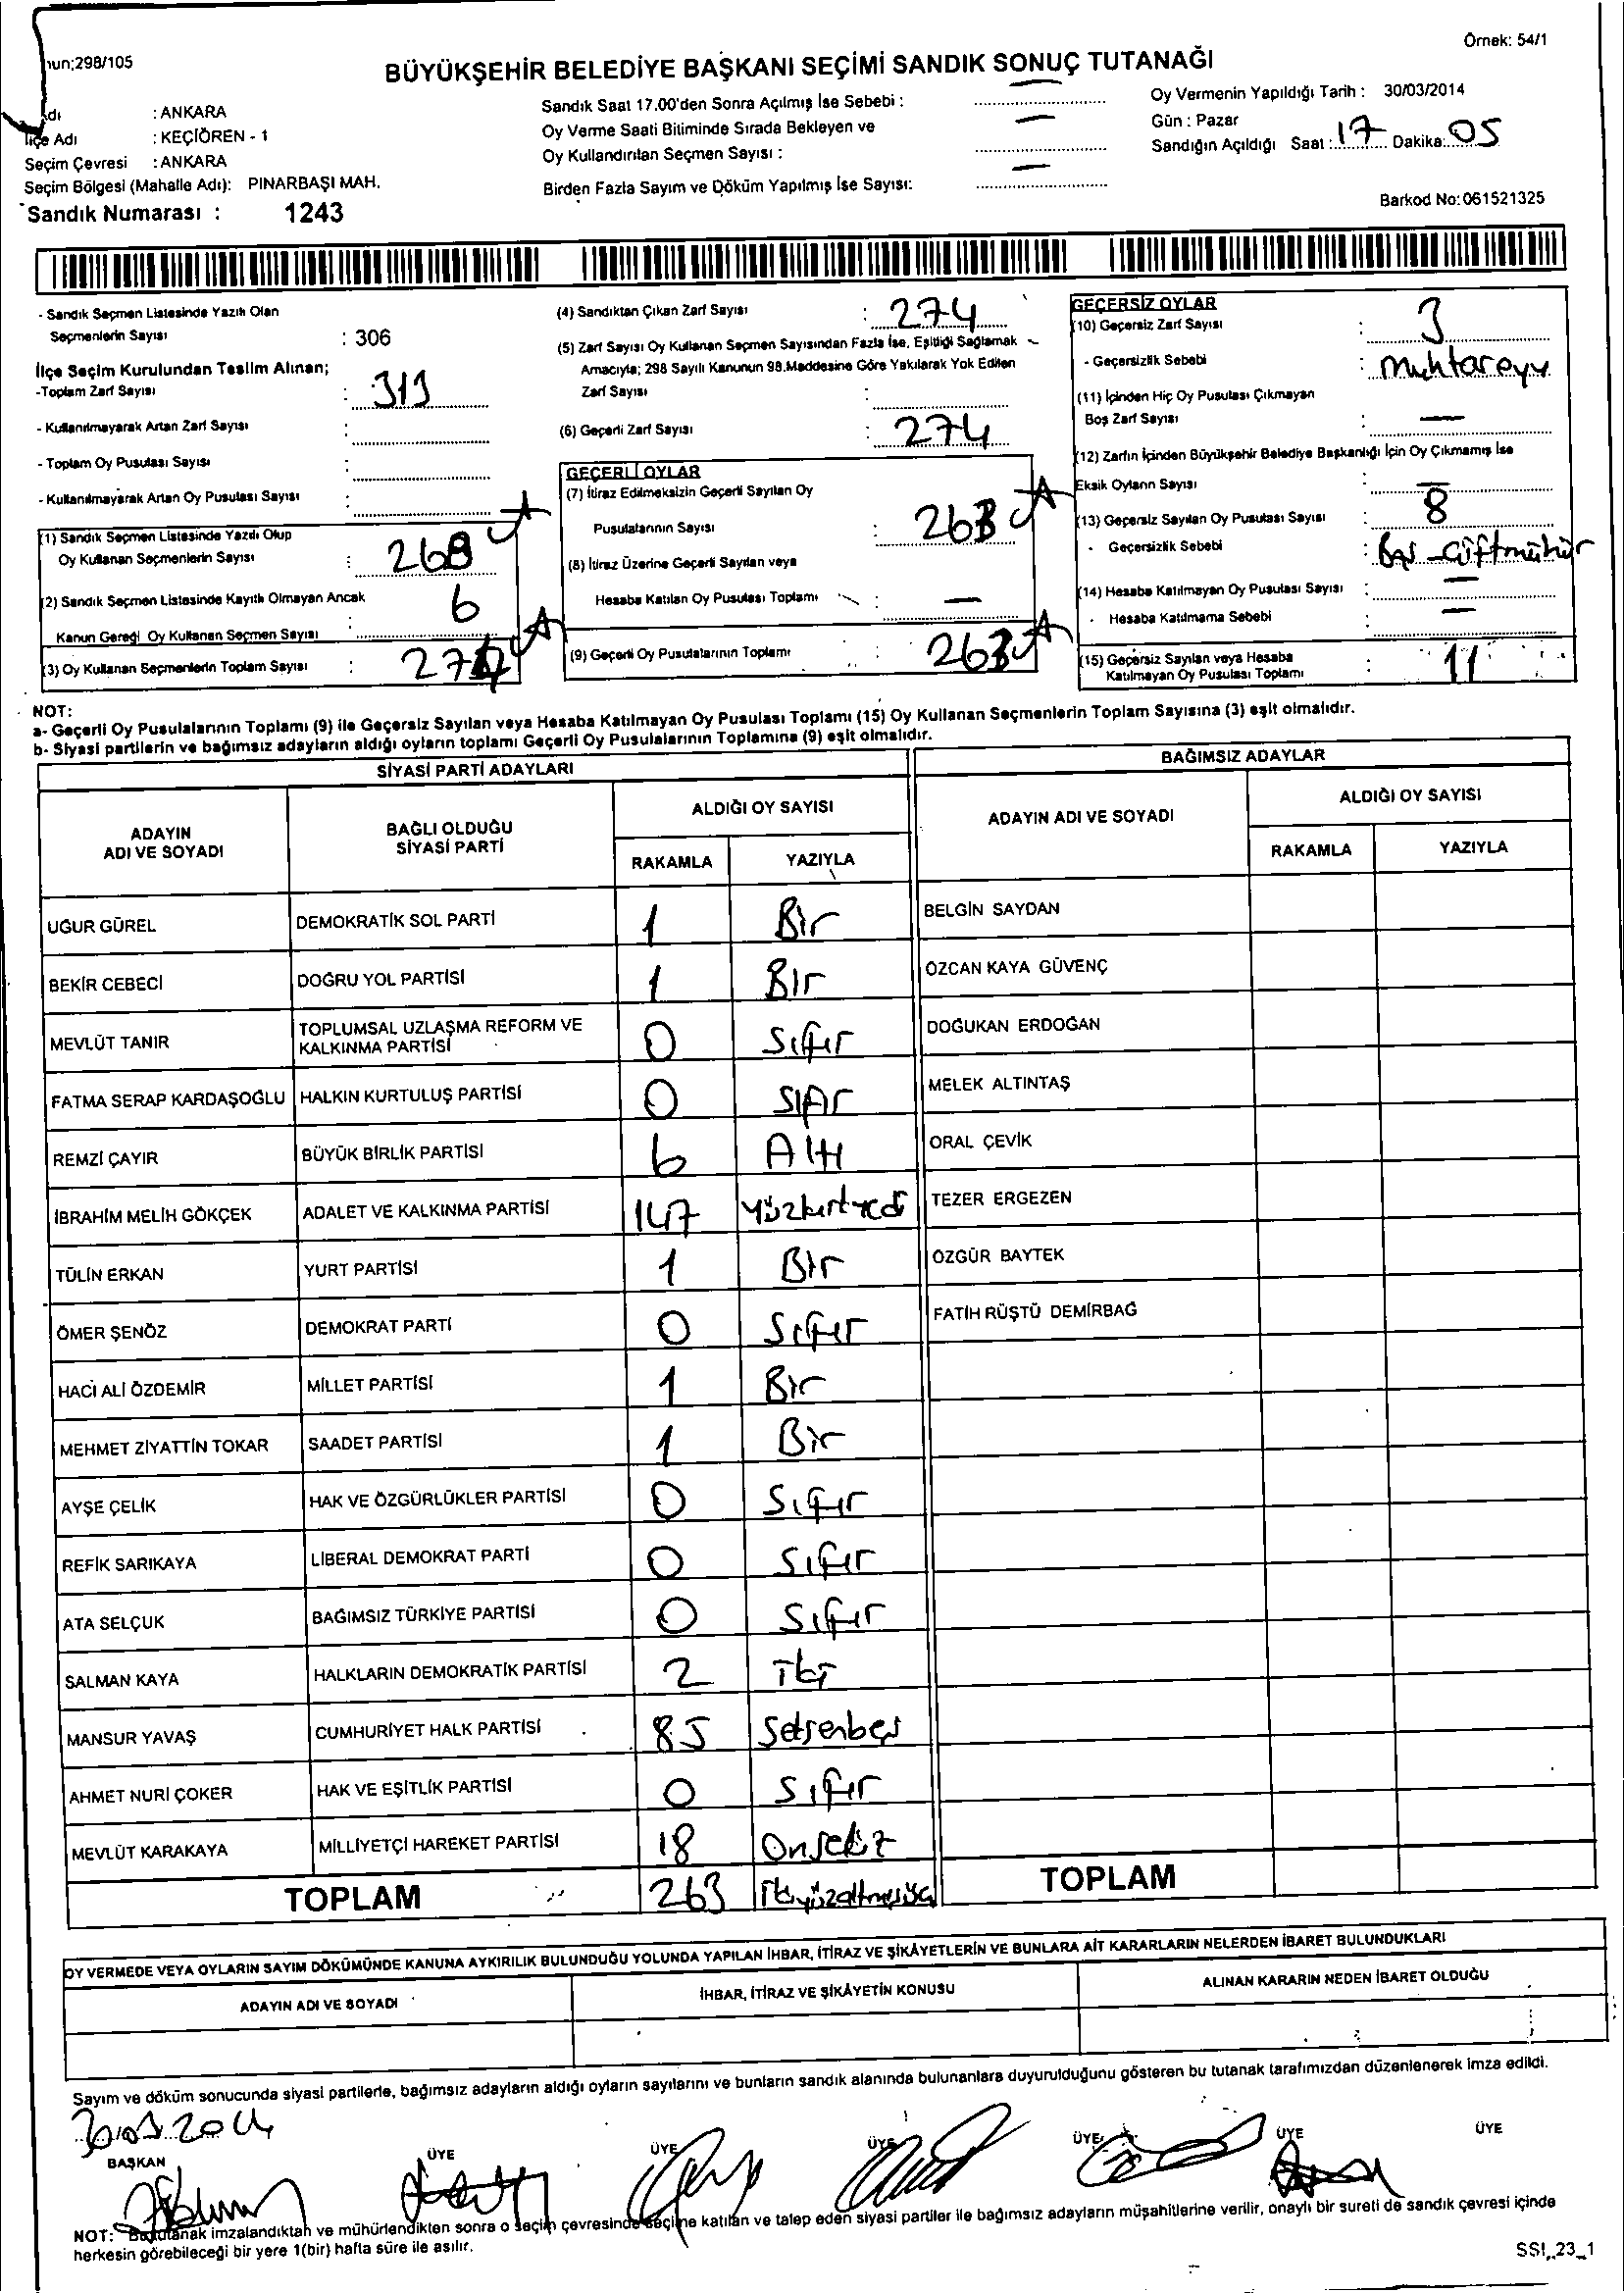 Örnek: 54/1
nun;298/105
BÜYÜKŞEHİR BELEDİYE BAŞKANI SEÇİMİ SANDIK SONUÇ TUTANAĞI
Adı : ANKARA
İlçe Adı : KEÇİÖREN - 1
Seçim Çevresi : ANKARA
Seçim Bölgesi (Mahalle Adı): PINARBAŞI MAH.
Sandık Numarası : 1243
Sandık Saat 17.00'den Sonra Açılmış İse Sebebi : —
Oy Verme Saati Bitiminde Sırada Bekleyen ve
Oy Kullandırılan Seçmen Sayısı : —
Birden Fazla Sayım ve Döküm Yapılmış İse Sayısı: —
Oy Vermenin Yapıldığı Tarih : 30/03/2014
Gün : Pazar
Sandığın Açıldığı Saat : 17 Dakika: 05
Barkod No: 061521325
- Sandık Seçmen Listesinde Yazılı Olan
Seçmenlerin Sayısı : 306
İlçe Seçim Kurulundan Teslim Alınan;
-Toplam Zarf Sayısı : 313
- Kullanılmayarak Artan Zarf Sayısı :
- Toplam Oy Pusulası Sayısı :
- Kullanılmayarak Artan Oy Pusulası Sayısı :
(1) Sandık Seçmen Listesinde Yazılı Olup
Oy Kullanan Seçmenlerin Sayısı : 268
(2) Sandık Seçmen Listesinde Kayıtlı Olmayan Ancak
Kanun Gereği Oy Kullanan Seçmen Sayısı : 6
(3) Oy Kullanan Seçmenlerin Toplam Sayısı : 274
(4) Sandıktan Çıkan Zarf Sayısı : 274
(5) Zarf Sayısı Oy Kullanan Seçmen Sayısından Fazla İse, Eşitliği Sağlamak
Amacıyla; 298 Sayılı Kanunun 98.Maddesine Göre Yakılarak Yok Edilen
Zarf Sayısı :
(6) Geçerli Zarf Sayısı : 274
GEÇERLİ OYLAR
(7) İtiraz Edilmeksizin Geçerli Sayılan Oy
Pusulalarının Sayısı : 263
(8) İtiraz Üzerine Geçerli Sayılan veya
Hesaba Katılan Oy Pusulası Toplamı : —
(9) Geçerli Oy Pusulalarının Toplamı : 263
GEÇERSİZ OYLAR
(10) Geçersiz Zarf Sayısı : 3
- Geçersizlik Sebebi :
(11) İçinden Hiç Oy Pusulası Çıkmayan
Boş Zarf Sayısı : —
(12) Zarfın İçinden Büyükşehir Belediye Başkanlığı İçin Oy Çıkmamış İse
Eksik Oyların Sayısı : —
(13) Geçersiz Sayılan Oy Pusulası Sayısı : 8
- Geçersizlik Sebebi :
(14) Hesaba Katılmayan Oy Pusulası Sayısı : —
- Hesaba Katılmama Sebebi : —
(15) Geçersiz Sayılan veya Hesaba
Katılmayan Oy Pusulası Toplamı : 11
NOT:
a- Geçerli Oy Pusulalarının Toplamı (9) ile Geçersiz Sayılan veya Hesaba Katılmayan Oy Pusulası Toplamı (15) Oy Kullanan Seçmenlerin Toplam Sayısına (3) eşit olmalıdır.
b- Siyasi partilerin ve bağımsız adayların aldığı oyların toplamı Geçerli Oy Pusulalarının Toplamına (9) eşit olmalıdır.
SİYASİ PARTİ ADAYLARI
ADAYIN ADI VE SOYADI BAĞLI OLDUĞU SİYASİ PARTİ ALDIĞI OY SAYISI
RAKAMLA YAZIYLA
UĞUR GÜREL DEMOKRATİK SOL PARTİ 1 Bir
BEKİR CEBECİ DOĞRU YOL PARTİSİ 1 Bir
MEVLÜT TANIR TOPLUMSAL UZLAŞMA REFORM VE KALKINMA PARTİSİ 0 Sıfır
FATMA SERAP KARDAŞOĞLU HALKIN KURTULUŞ PARTİSİ 0 Sıfır
REMZİ ÇAYIR BÜYÜK BİRLİK PARTİSİ 6 Altı
İBRAHİM MELİH GÖKÇEK ADALET VE KALKINMA PARTİSİ 147 Yüzkırkyedi
TÜLİN ERKAN YURT PARTİSİ 1 Bir
ÖMER ŞENÖZ DEMOKRAT PARTİ 0 Sıfır
HACI ALİ ÖZDEMİR MİLLET PARTİSİ 1 Bir
MEHMET ZİYATTİN TOKAR SAADET PARTİSİ 1 Bir
AYŞE ÇELİK HAK VE ÖZGÜRLÜKLER PARTİSİ 0 Sıfır
REFİK SARIKAYA LİBERAL DEMOKRAT PARTİ 0 Sıfır
ATA SELÇUK BAĞIMSIZ TÜRKİYE PARTİSİ 0 Sıfır
SALMAN KAYA HALKLARIN DEMOKRATİK PARTİSİ 2 İki
MANSUR YAVAŞ CUMHURİYET HALK PARTİSİ 85 Seksenbeş
AHMET NURİ ÇOKER HAK VE EŞİTLİK PARTİSİ 0 Sıfır
MEVLÜT KARAKAYA MİLLİYETÇİ HAREKET PARTİSİ 18 Onsekiz
TOPLAM 263 İkiyüzaltmışüç
BAĞIMSIZ ADAYLAR
ADAYIN ADI VE SOYADI ALDIĞI OY SAYISI
RAKAMLA YAZIYLA
BELGİN SAYDAN
ÖZCAN KAYA GÜVENÇ
DOĞUKAN ERDOĞAN
MELEK ALTINTAŞ
ORAL ÇEVİK
TEZER ERGEZEN
ÖZGÜR BAYTEK
FATİH RÜŞTÜ DEMİRBAĞ
TOPLAM
OY VERMEDE VEYA OYLARIN SAYIM DÖKÜMÜNDE KANUNA AYKIRILIK BULUNDUĞU YOLUNDA YAPILAN İHBAR, İTİRAZ VE ŞİKÂYETLERİN VE BUNLARA AİT KARARLARIN NELERDEN İBARET BULUNDUKLARI
ADAYIN ADI VE SOYADI İHBAR, İTİRAZ VE ŞİKÂYETİN KONUSU ALINAN KARARIN NEDEN İBARET OLDUĞU
Sayım ve döküm sonucunda siyasi partilerle, bağımsız adayların aldığı oyların sayılarını ve bunların sandık alanında bulunanlara duyurulduğunu gösteren bu tutanak tarafımızdan düzenlenerek imza edildi.
BAŞKAN ÜYE ÜYE ÜYE ÜYE ÜYE ÜYE
NOT: Bu tutanak imzalandıktan ve mühürlendikten sonra o seçim çevresinde seçime katılan ve talep eden siyasi partiler ile bağımsız adayların müşahitlerine verilir, onaylı bir sureti de sandık çevresi içinde
herkesin görebileceği bir yere 1(bir) hafta süre ile asılır.
SSI_23_1